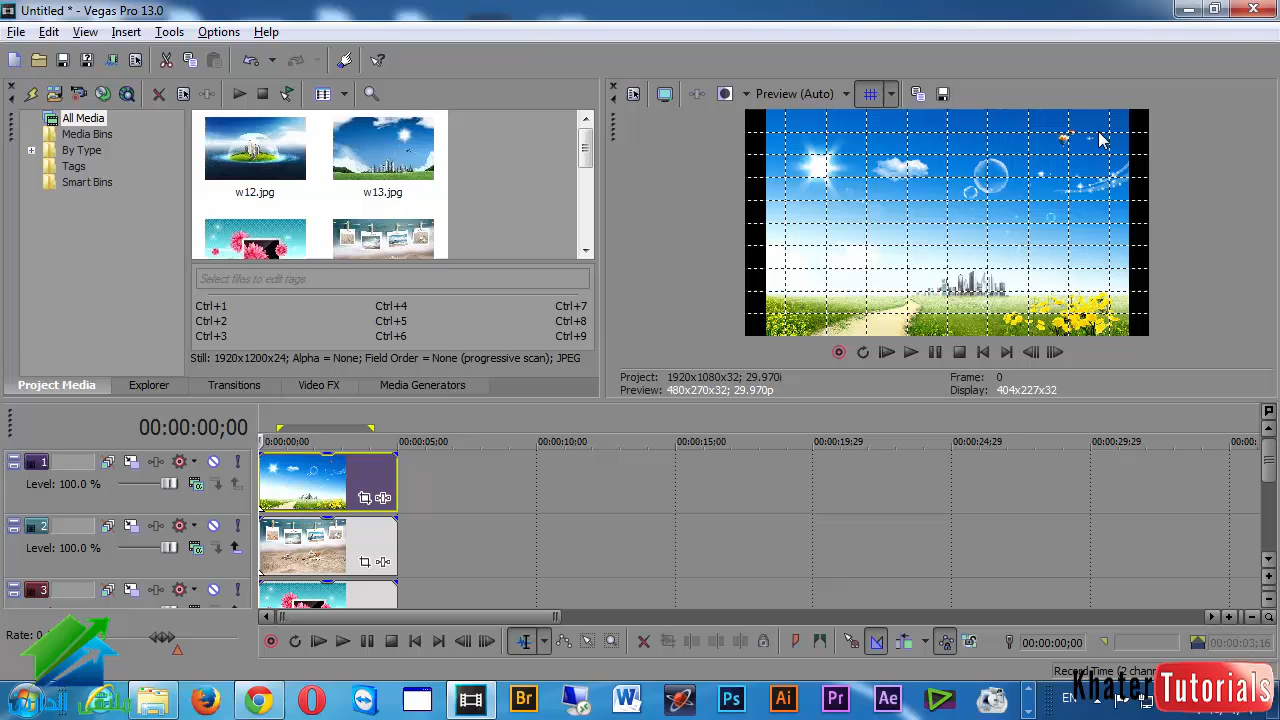 Untitled * - Vegas Pro 13.0
File Edit View Insert Tools Options Help
Preview (Auto)
All Media
Media Bins
By Type
Tags
Smart Bins
w12.jpg w13.jpg
Select files to edit tags
Ctrl+1 Ctrl+4 Ctrl+7
Ctrl+2 Ctrl+5 Ctrl+8
Ctrl+3 Ctrl+6 Ctrl+9
Still: 1920x1200x24; Alpha = None; Field Order = None (progressive scan); JPEG
Project Media Explorer Transitions Video FX Media Generators
Project: 1920x1080x32; 29.970i Frame: 0
Preview: 480x270x32; 29.970p Display: 404x227x32
00:00:00;00
0:00:00;00 00:00:05;00 00:00:10;00 00:00:15;00 00:00:19;29 00:00:24;29 00:00:29;29 00:00:
1
Level: 100.0 %
2
Level: 100.0 %
3
Rate: 0
00:00:00;00 00:00:03;16
Record Time (2 chann
Br W Ps Ai Pr Ae EN
Khater Tutorials